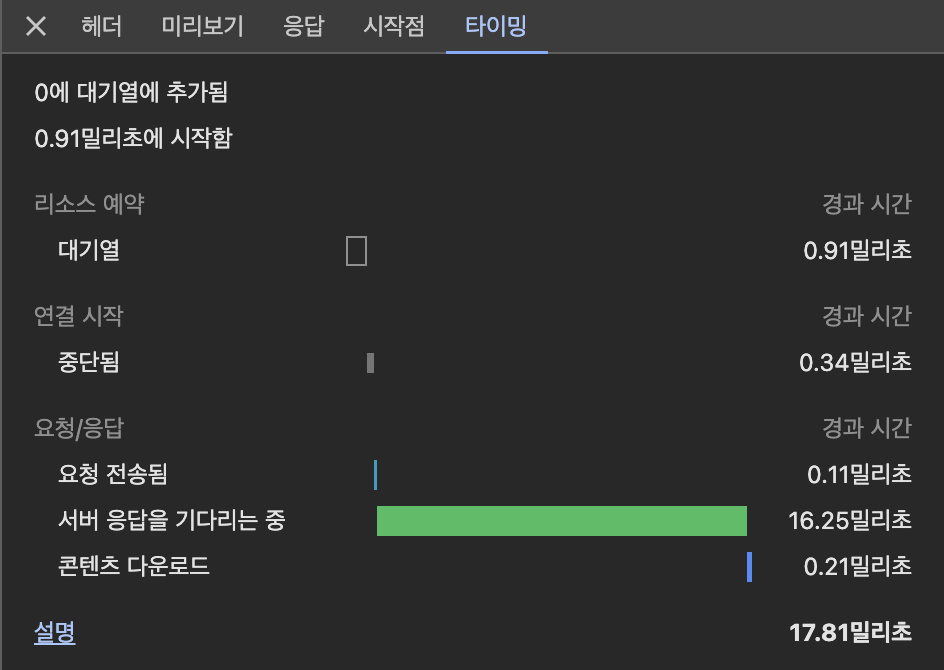 헤더 미리보기 응답 시작점 타이밍
0에 대기열에 추가됨
0.91밀리초에 시작함
리소스 예약 경과 시간
대기열 0.91밀리초
연결 시작 경과 시간
중단됨 0.34밀리초
요청/응답 경과 시간
요청 전송됨 0.11밀리초
서버 응답을 기다리는 중 16.25밀리초
콘텐츠 다운로드 0.21밀리초
설명 17.81밀리초